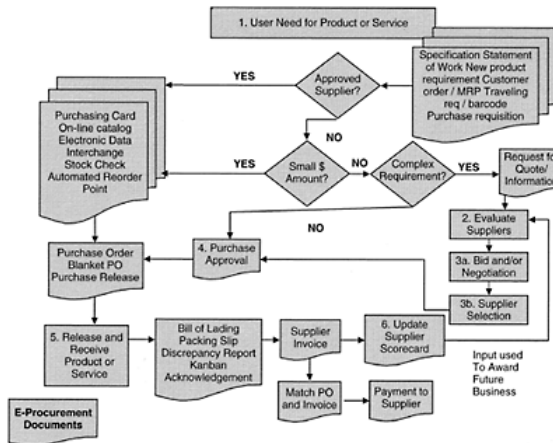 1. User Need for Product or Service
Specification Statement
of Work New product
requirement Customer
order / MRP Traveling
req / barcode
Purchase requisition
YES
Approved
Supplier?
Purchasing Card
On-line catalog
Electronic Data
Interchange
Stock Check
Automated Reorder
Point
NO
YES
Small $
Amount?
NO
Complex
Requirement?
YES
Request for
Quote/
Information
NO
2. Evaluate
Suppliers
Purchase Order
Blanket PO
Purchase Release
4. Purchase
Approval
3a. Bid and/or
Negotiation
3b. Supplier
Selection
5. Release and
Receive
Product or
Service
Bill of Lading
Packing Slip
Discrepancy Report
Kanban
Acknowledgement
Supplier
Invoice
6. Update
Supplier
Scorecard
Input used
To Award
Future
Business
Match PO
and Invoice
Payment to
Supplier
E-Procurement
Documents